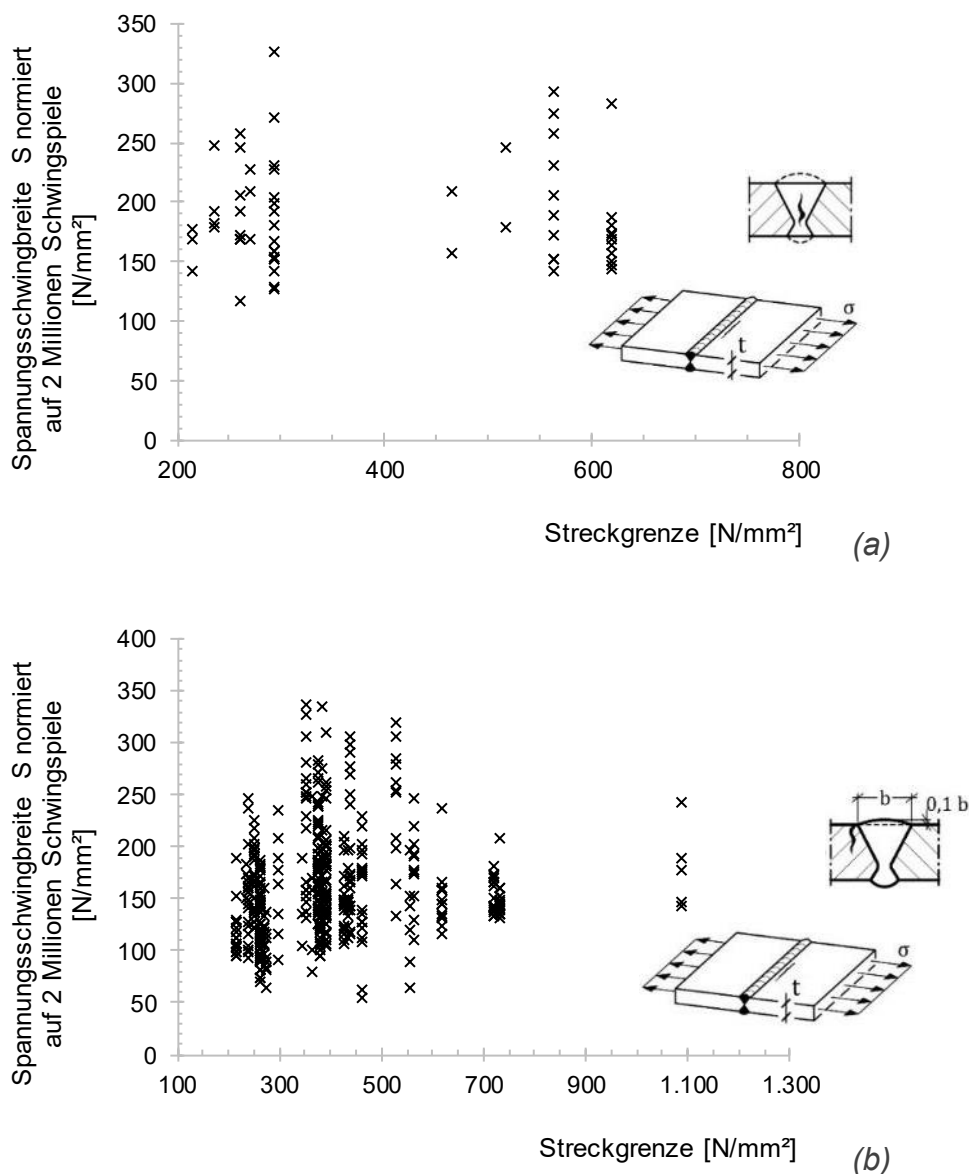 Spannungsschwingbreite S normiert
auf 2 Millionen Schwingspiele
[N/mm²]
350
300
250
200
150
100
50
0
200
400
600
800
Streckgrenze [N/mm²]
(a)
σ
t
Spannungsschwingbreite S normiert
auf 2 Millionen Schwingspiele
[N/mm²]
400
350
300
250
200
150
100
50
0
100
300
500
700
900
1.100
1.300
Streckgrenze [N/mm²]
(b)
b
0,1 b
σ
t